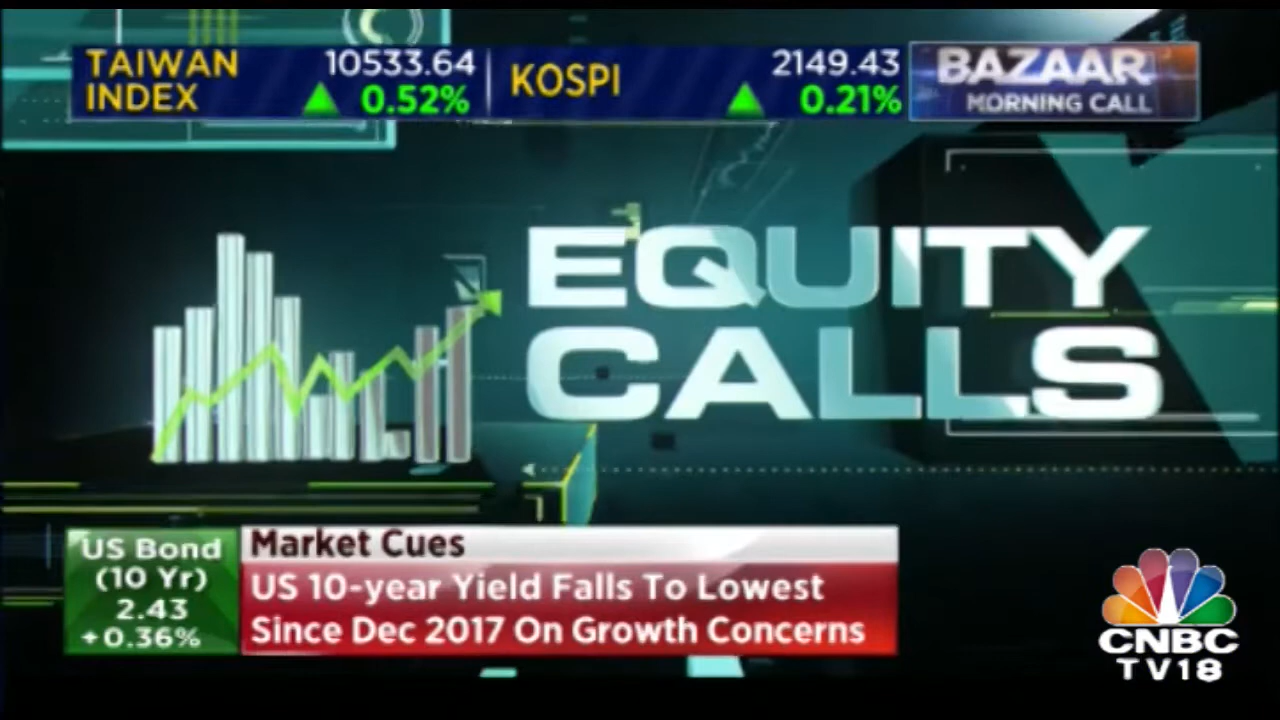 TAIWAN INDEX
10533.64
0.52%
KOSPI
2149.43
0.21%
BAZAAR
MORNING CALL
EQUITY
CALLS
US Bond
(10 Yr)
2.43
+0.36%
Market Cues
US 10-year Yield Falls To Lowest
Since Dec 2017 On Growth Concerns
CNBC
TV18